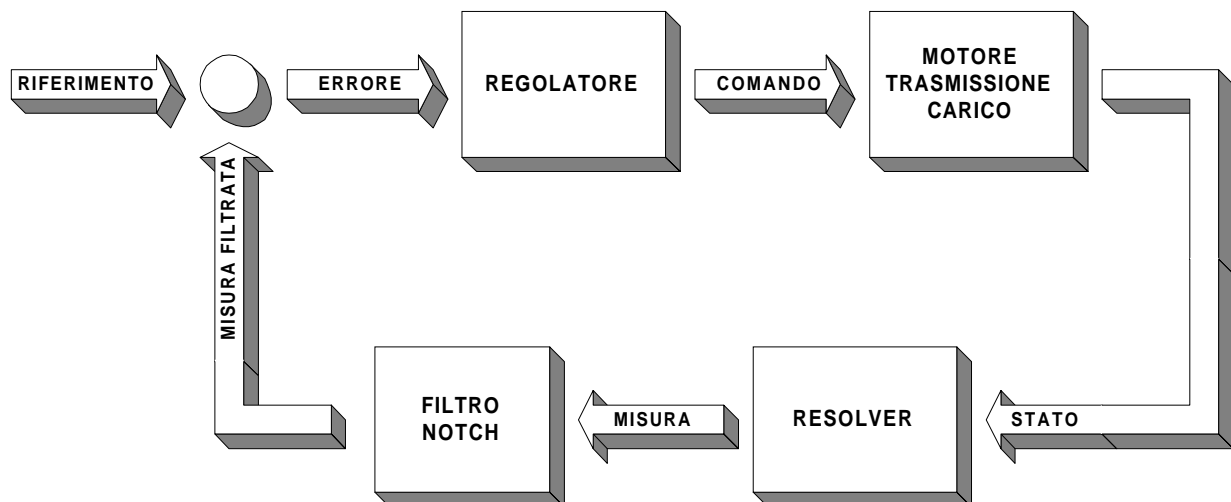 RIFERIMENTO
ERRORE
REGOLATORE
COMANDO
MOTORE
TRASMISSIONE
CARICO
MISURA FILTRATA
FILTRO
NOTCH
MISURA
RESOLVER
STATO